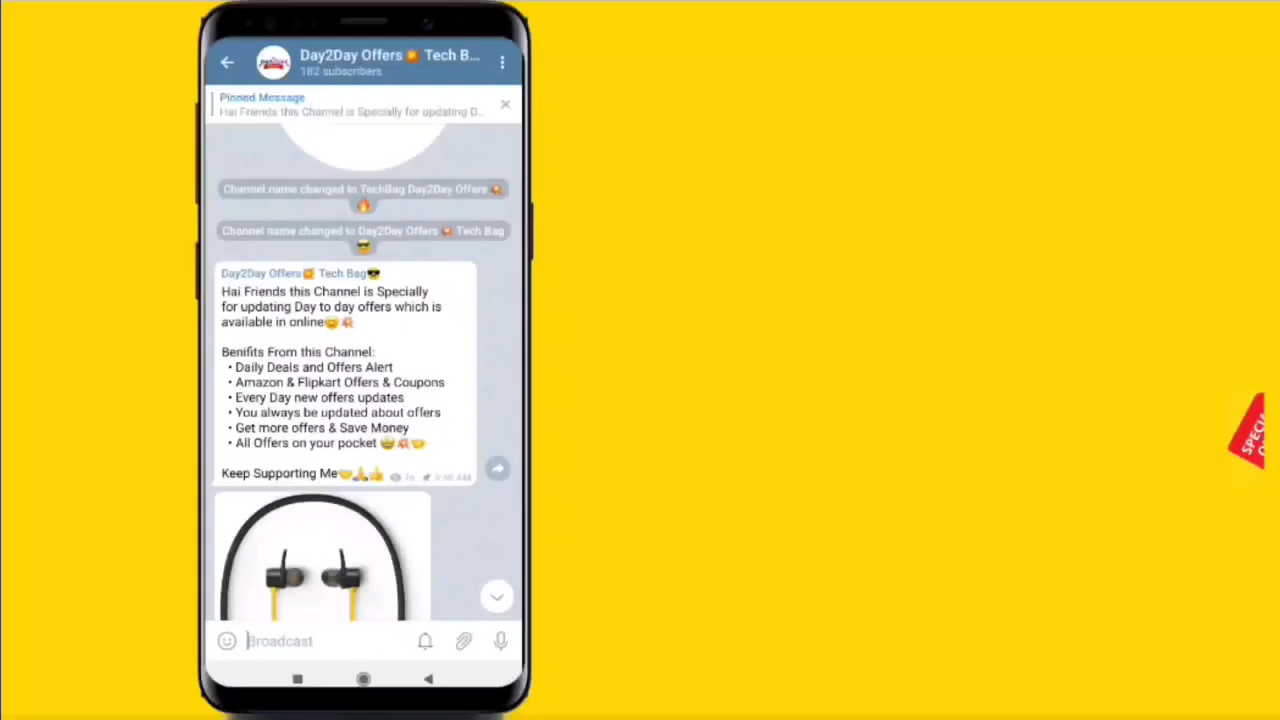 Day2Day Offers💥 Tech B...
182 subscribers
Pinned Message
Hai Friends this Channel is Specially for updating D...
Channel name changed to TechBag Day2Day Offers 💥
🔥
Channel name changed to Day2Day Offers 💥 Tech Bag
😎
Day2Day Offers💥 Tech Bag😎
Hai Friends this Channel is Specially
for updating Day to day offers which is
available in online😊💥
Benifits From this Channel:
• Daily Deals and Offers Alert
• Amazon & Flipkart Offers & Coupons
• Every Day new offers updates
• You always be updated about offers
• Get more offers & Save Money
• All Offers on your pocket 🤩💥🤝
Keep Supporting Me🤝🙏👍 76 AM
Broadcast
SPECIA